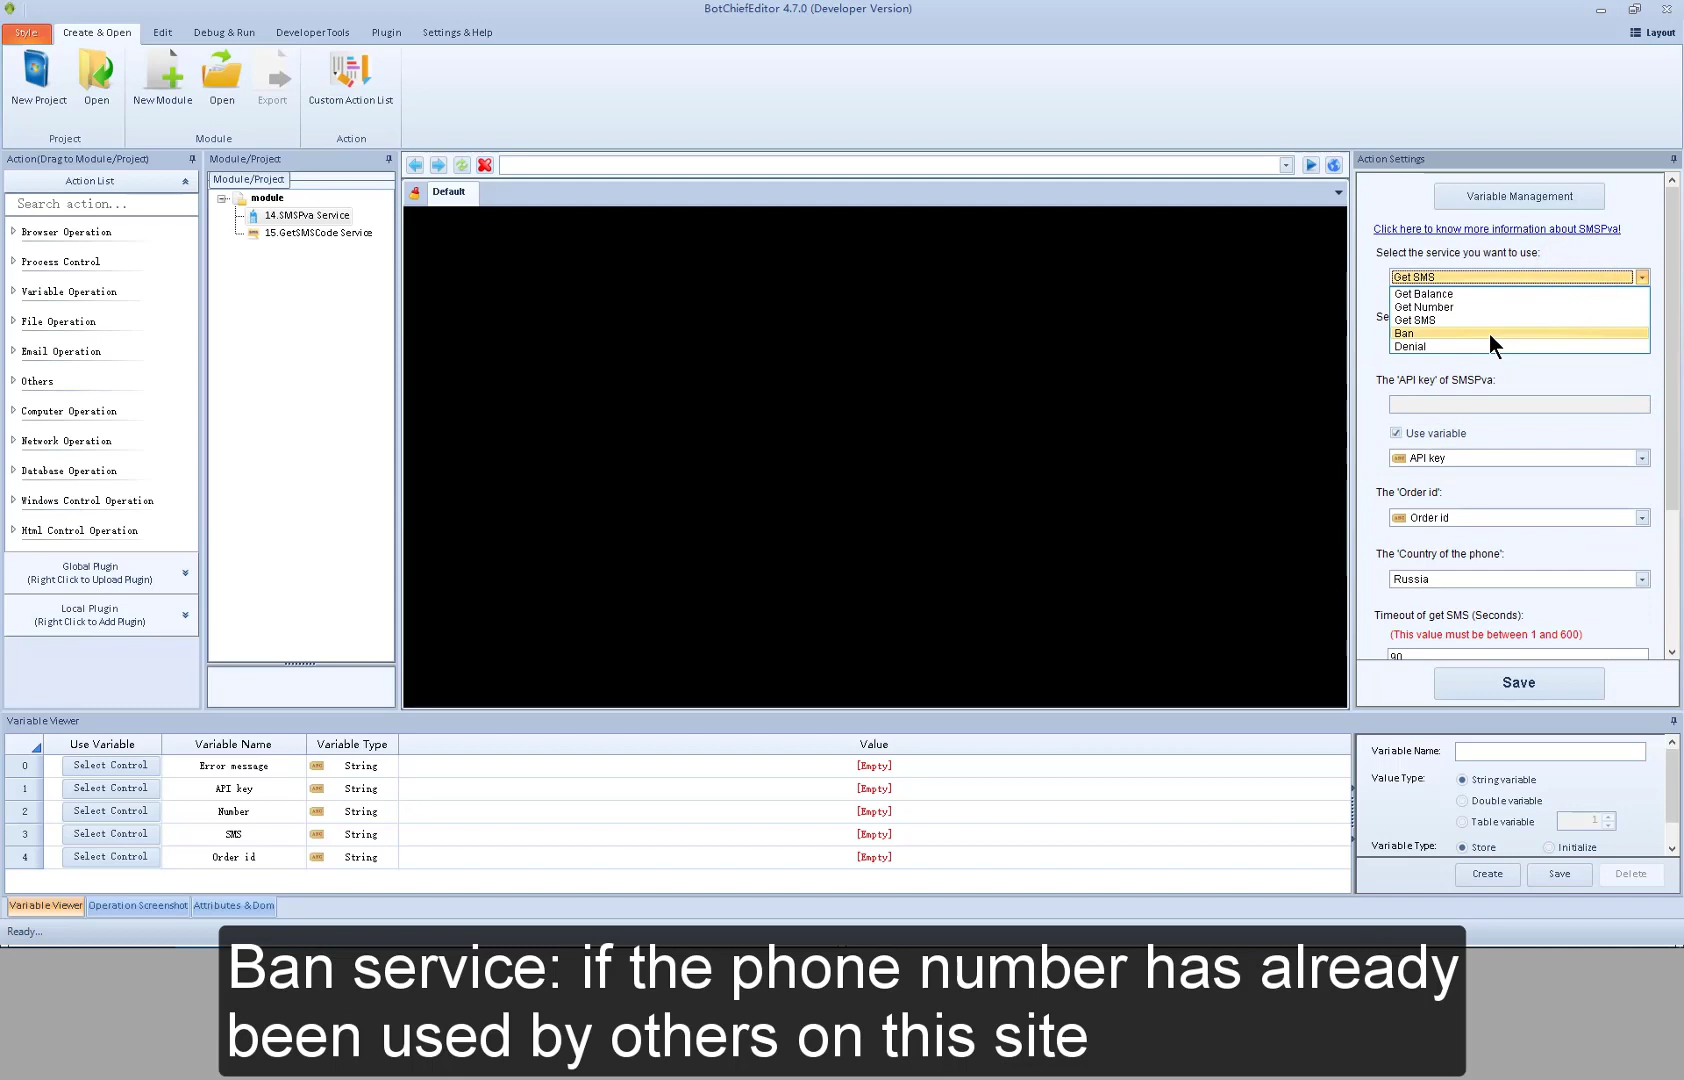 BotChiefEditor 4.7.0 (Developer Version)
Style
Create & Open
Edit
Debug & Run
DeveloperTools
Plugin
Settings & Help
Layout
New Project
Open
New Module
Open
Export
Custom Action List
Project
Module
Action
Action(Drag to Module/Project)
Action List
Search action...
Browser Operation
Process Control
Variable Operation
File Operation
Email Operation
Others
Computer Operation
Network Operation
Database Operation
Windows Control Operation
Html Control Operation
Global Plugin
(Right Click to Upload Plugin)
Local Plugin
(Right Click to Add Plugin)
Module/Project
Module/Project
module
14.SMSPva Service
15.GetSMSCode Service
Default
Action Settings
Variable Management
Click here to know more information about SMSPva!
Select the service you want to use:
Get SMS
Get Balance
Get Number
Get SMS
Ban
Denial
Se
The 'API key' of SMSPva:
Use variable
API key
The 'Order id':
Order id
The 'Country of the phone':
Russia
Timeout of get SMS (Seconds):
(This value must be between 1 and 600)
90
Save
Variable Viewer
Use Variable Variable Name Variable Type Value
0 Select Control Error message ABC String [Empty]
1 Select Control API key ABC String [Empty]
2 Select Control Number ABC String [Empty]
3 Select Control SMS ABC String [Empty]
4 Select Control Order id ABC String [Empty]
Variable Name:
Value Type:
String variable
Double variable
Table variable
1
Variable Type:
Store
Initialize
Create
Save
Delete
Variable Viewer
Operation Screenshot
Attributes & Dom
Ready...
Ban service: if the phone number has already
been used by others on this site